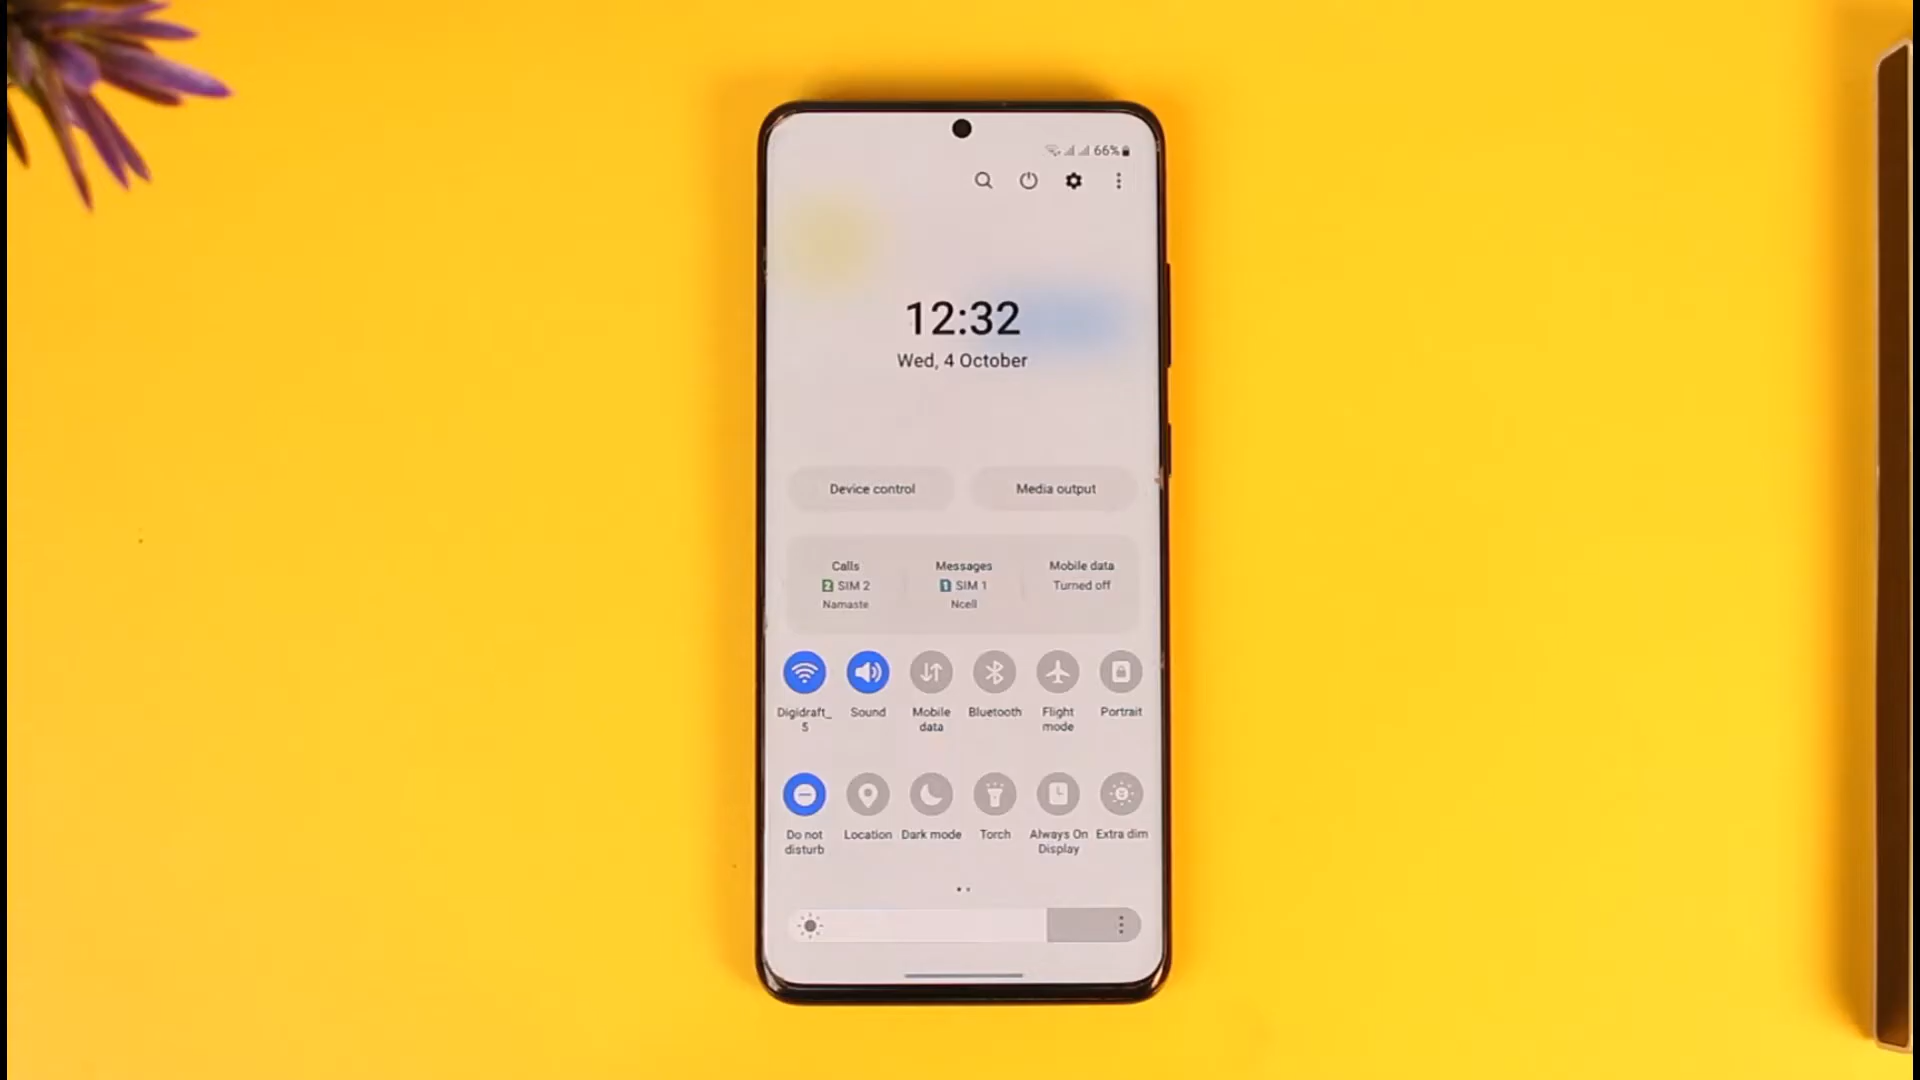 66%
12:32
Wed, 4 October
Device control
Media output
Calls
2 SIM 2
Namaste
Messages
1 SIM 1
Ncell
Mobile data
Turned off
Digidraft_
5
Sound
Mobile
data
Bluetooth
Flight
mode
Portrait
Do not
disturb
Location
Dark mode
Torch
Always On
Display
Extra dim